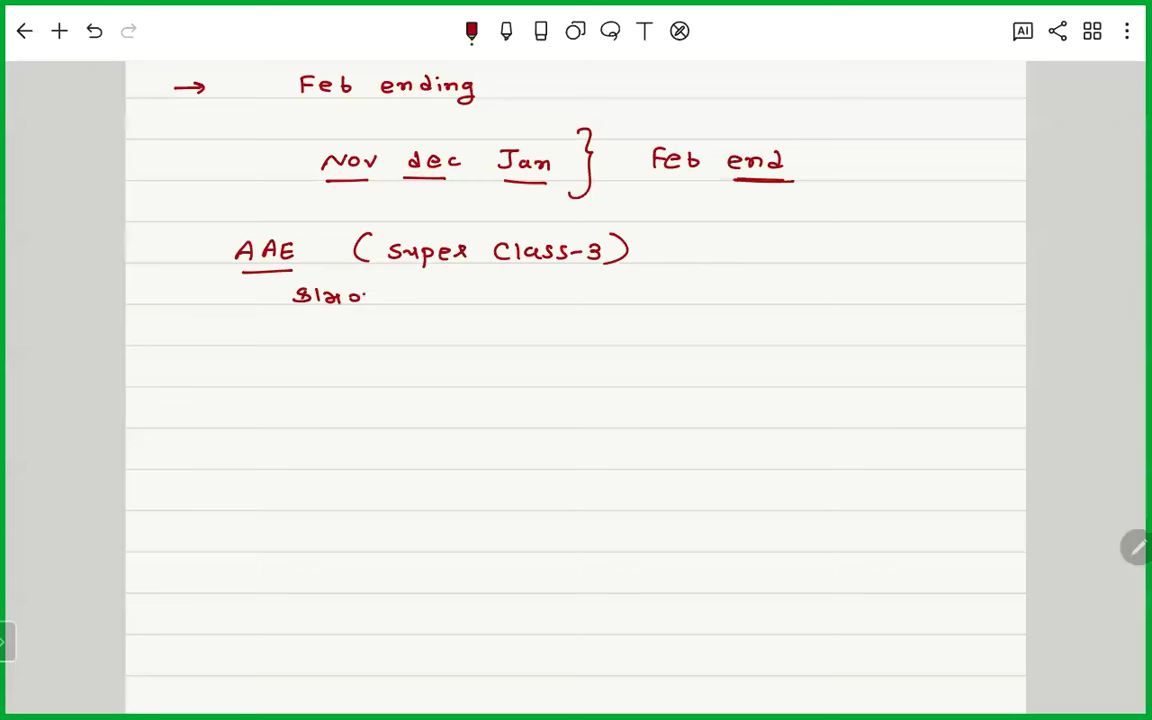 → Feb ending
Nov dec Jan } Feb end
AAE (Super Class-3)